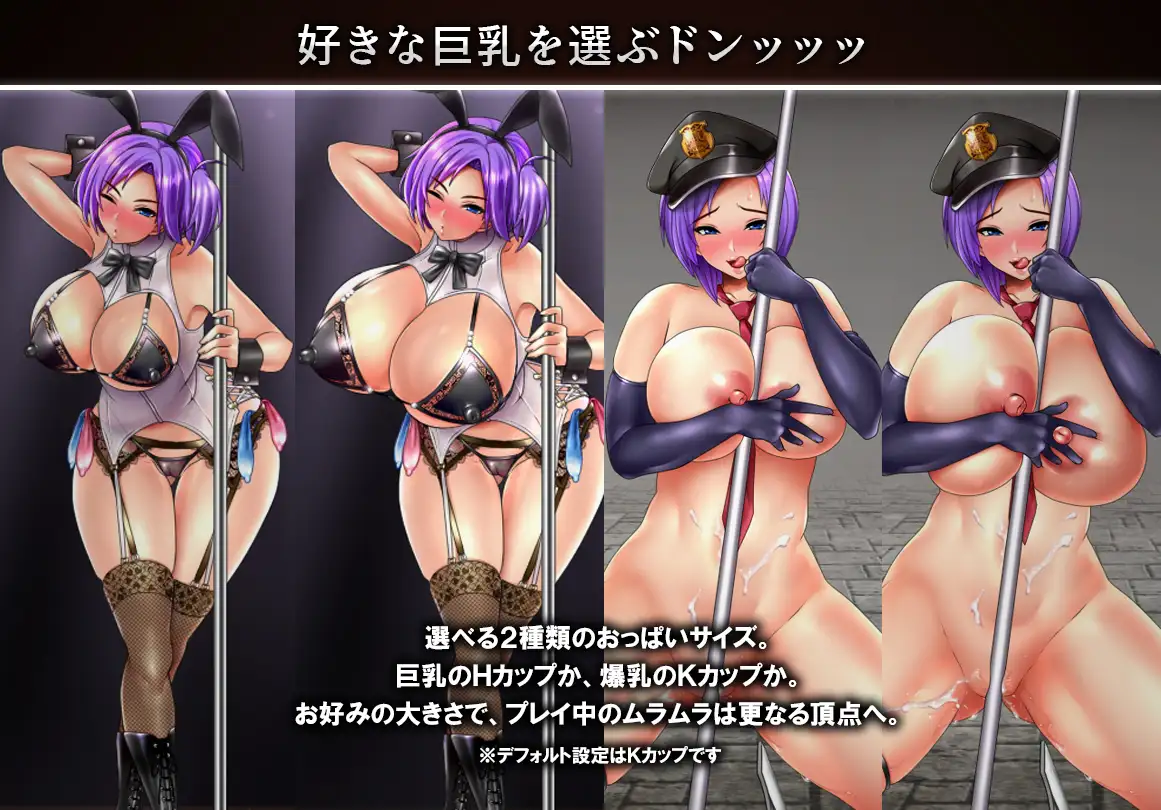 好きな巨乳を選ぶドンッッッ
選べる2種類のおっぱいサイズ。
巨乳のHカップか、爆乳のKカップか。
お好みの大きさで、プレイ中のムラムラは更なる頂点へ。
※デフォルト設定はKカップです